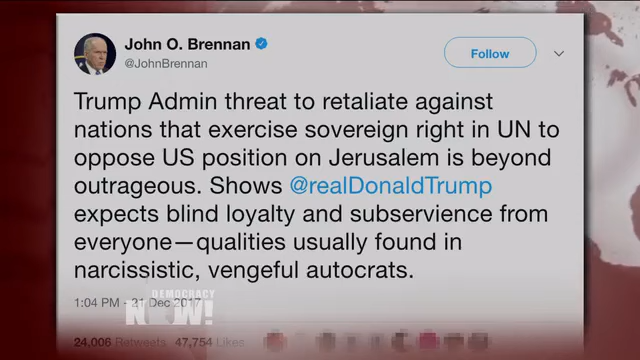 John O. Brennan
@JohnBrennan
Follow
Trump Admin threat to retaliate against
nations that exercise sovereign right in UN to
oppose US position on Jerusalem is beyond
outrageous. Shows @realDonaldTrump
expects blind loyalty and subservience from
everyone—qualities usually found in
narcissistic, vengeful autocrats.
1:04 PM - 21 Dec 2017
DEMOCRACY
NOW!
24,006 Retweets 47,754 Likes